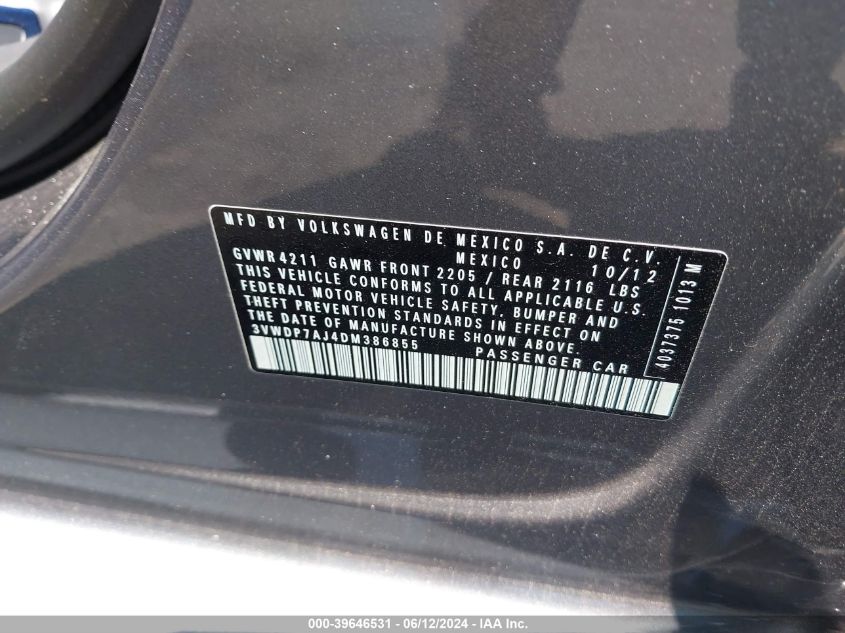 MFD BY VOLKSWAGEN DE MEXICO S.A. DE C.V.
MEXICO 10/12
GVWR 4211 GAWR FRONT 2205 / REAR 2116 LBS
THIS VEHICLE CONFORMS TO ALL APPLICABLE U.S.
FEDERAL MOTOR VEHICLE SAFETY, BUMPER AND
THEFT PREVENTION STANDARDS IN EFFECT ON
THE DATE OF MANUFACTURE SHOWN ABOVE.
3VWDP7AJ4DM386855 PASSENGER CAR
4037375 1013 M
000-39646531 - 06/12/2024 - IAA Inc.